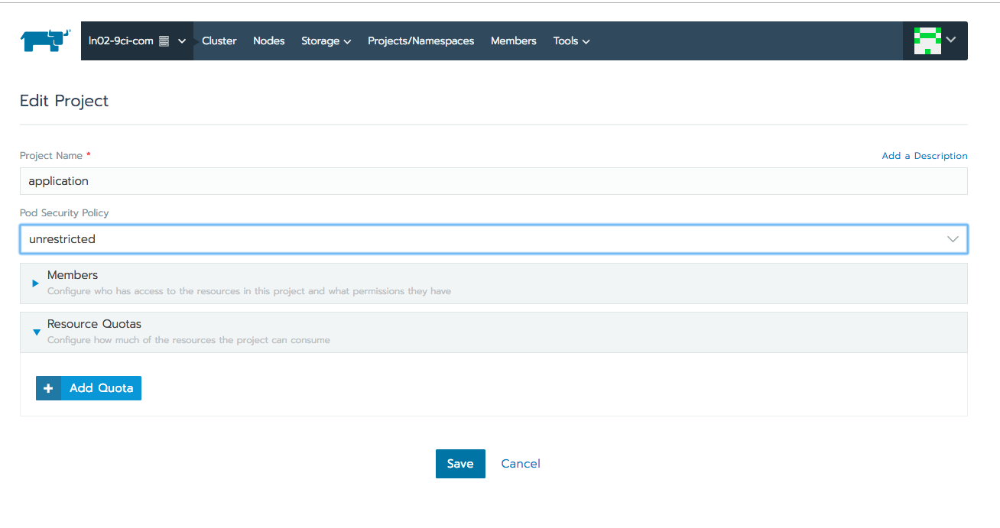 ln02-9ci-com Cluster Nodes Storage Projects/Namespaces Members Tools
Edit Project
Project Name * Add a Description
application
Pod Security Policy
unrestricted
Members
Configure who has access to the resources in this project and what permissions they have
Resource Quotas
Configure how much of the resources the project can consume
+ Add Quota
Save Cancel